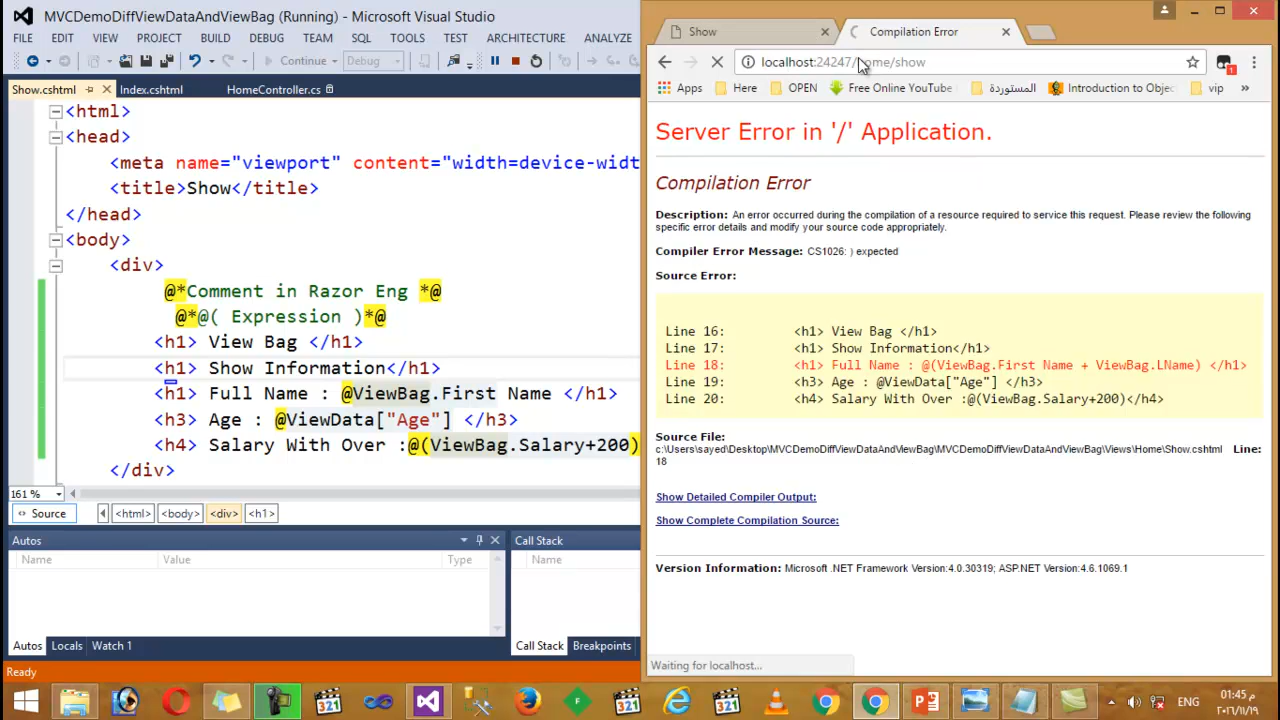 MVCDemoDiffViewDataAndViewBag (Running) - Microsoft Visual Studio
FILE EDIT VIEW PROJECT BUILD DEBUG TEAM SQL TOOLS TEST ARCHITECTURE ANALYZE
Continue Debug
Show.cshtml Index.cshtml HomeController.cs
<html>
<head>
<meta name="viewport" content="width=device-widt
<title>Show</title>
</head>
<body>
<div>
@*Comment in Razor Eng *@
@*@( Expression )*@
<h1> View Bag </h1>
<h1> Show Information</h1>
<h1> Full Name : @ViewBag.First Name </h1>
<h3> Age : @ViewData["Age"] </h3>
<h4> Salary With Over :@(ViewBag.Salary+200)
</div>
161 %
Source <html> <body> <div> <h1>
Autos
Name Value Type
Autos Locals Watch 1
Call Stack
Name
Call Stack Breakpoints
Ready
Show Compilation Error
localhost:24247/home/show
Apps Here OPEN Free Online YouTube المستوردة Introduction to Objec vip »
Server Error in '/' Application.
Compilation Error
Description: An error occurred during the compilation of a resource required to service this request. Please review the following
specific error details and modify your source code appropriately.
Compiler Error Message: CS1026: ) expected
Source Error:
Line 16: <h1> View Bag </h1>
Line 17: <h1> Show Information</h1>
Line 18: <h1> Full Name : @(ViewBag.First Name + ViewBag.LName) </h1>
Line 19: <h3> Age : @ViewData["Age"] </h3>
Line 20: <h4> Salary With Over :@(ViewBag.Salary+200)</h4>
Source File:
c:\Users\sayed\Desktop\MVCDemoDiffViewDataAndViewBag\MVCDemoDiffViewDataAndViewBag\Views\Home\Show.cshtml Line:
18
Show Detailed Compiler Output:
Show Complete Compilation Source:
Version Information: Microsoft .NET Framework Version:4.0.30319; ASP.NET Version:4.6.1069.1
Waiting for localhost...
321 321 321
ENG
01:45 م
٢٠١٦/١١/١٩